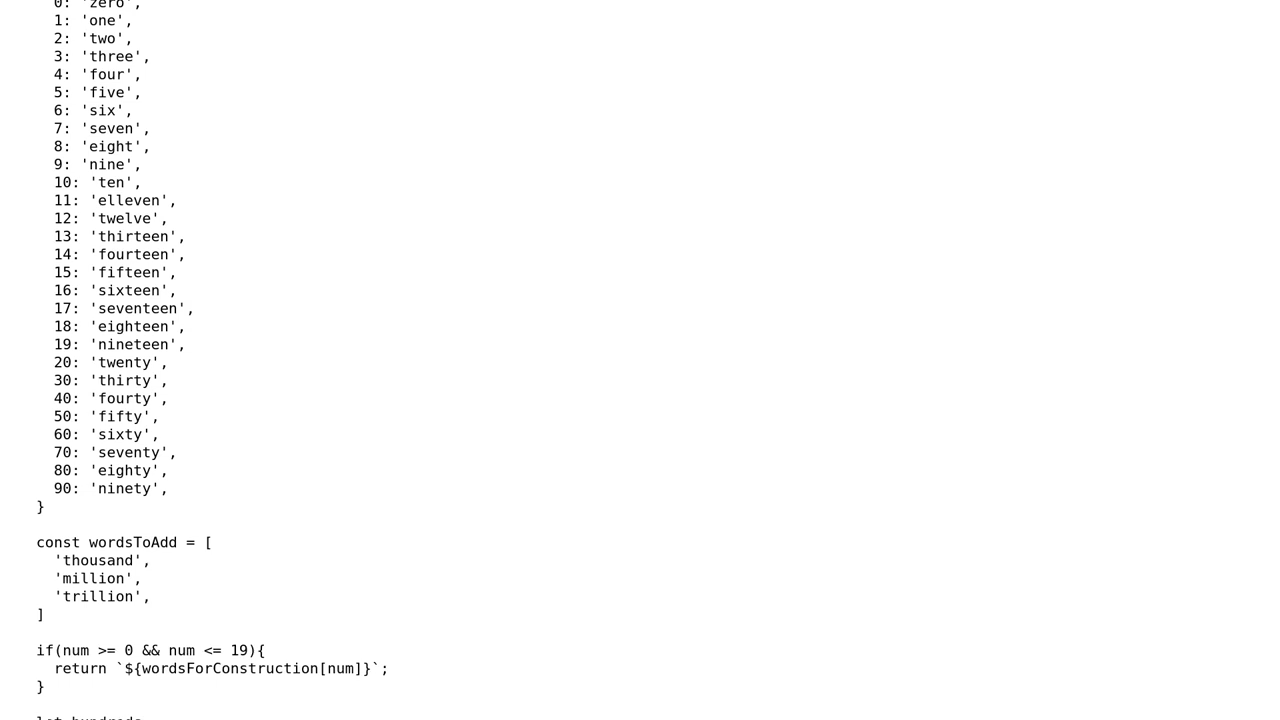 0: 'zero',
1: 'one',
2: 'two',
3: 'three',
4: 'four',
5: 'five',
6: 'six',
7: 'seven',
8: 'eight',
9: 'nine',
10: 'ten',
11: 'elleven',
12: 'twelve',
13: 'thirteen',
14: 'fourteen',
15: 'fifteen',
16: 'sixteen',
17: 'seventeen',
18: 'eighteen',
19: 'nineteen',
20: 'twenty',
30: 'thirty',
40: 'fourty',
50: 'fifty',
60: 'sixty',
70: 'seventy',
80: 'eighty',
90: 'ninety',
}
const wordsToAdd = [
'thousand',
'million',
'trillion',
]
if(num >= 0 && num <= 19){
return `${wordsForConstruction[num]}`;
}